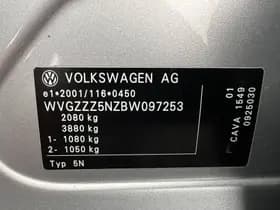 VOLKSWAGEN AG
e1*2001/116*0450
WVGZZZ5NZBW097253
2080 kg
3880 kg
1- 1080 kg
2- 1050 kg
Typ 5N
01
CAVA 1549
0925030